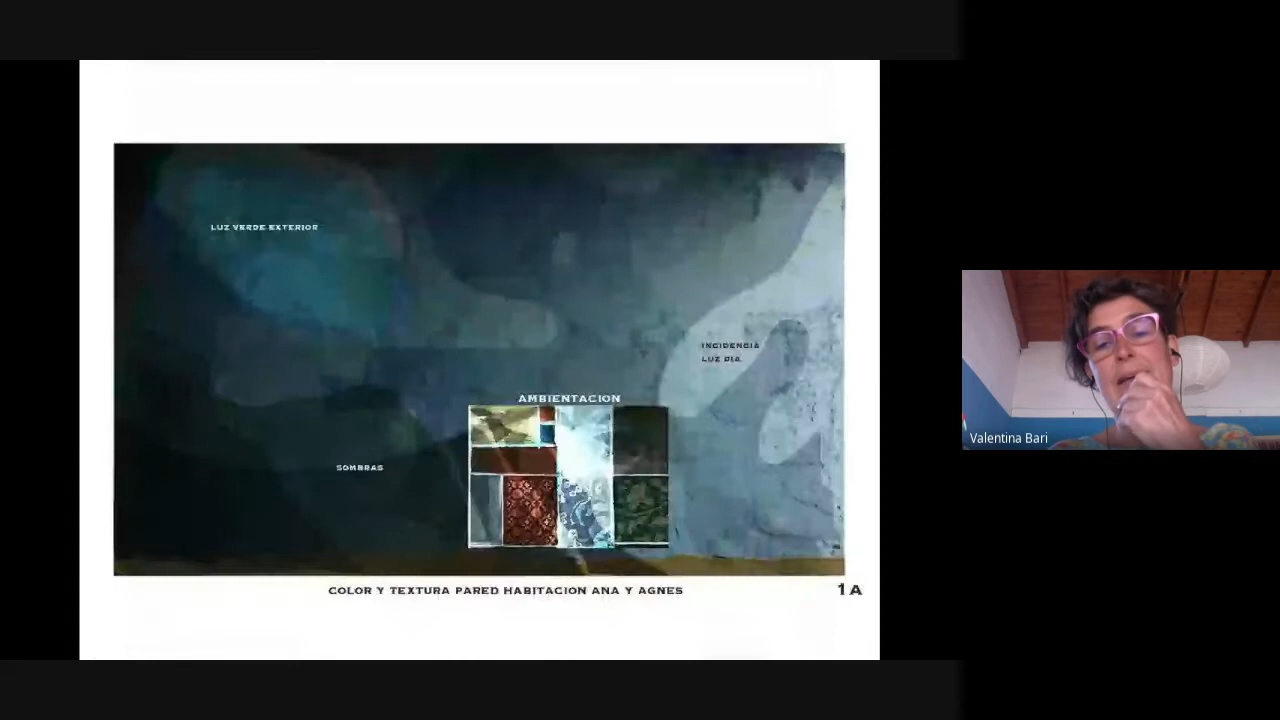 LUZ VERDE EXTERIOR
INCIDENCIA
LUZ DIA
AMBIENTACION
SOMBRAS
COLOR Y TEXTURA PARED HABITACION ANA Y AGNES
1A
Valentina Bari